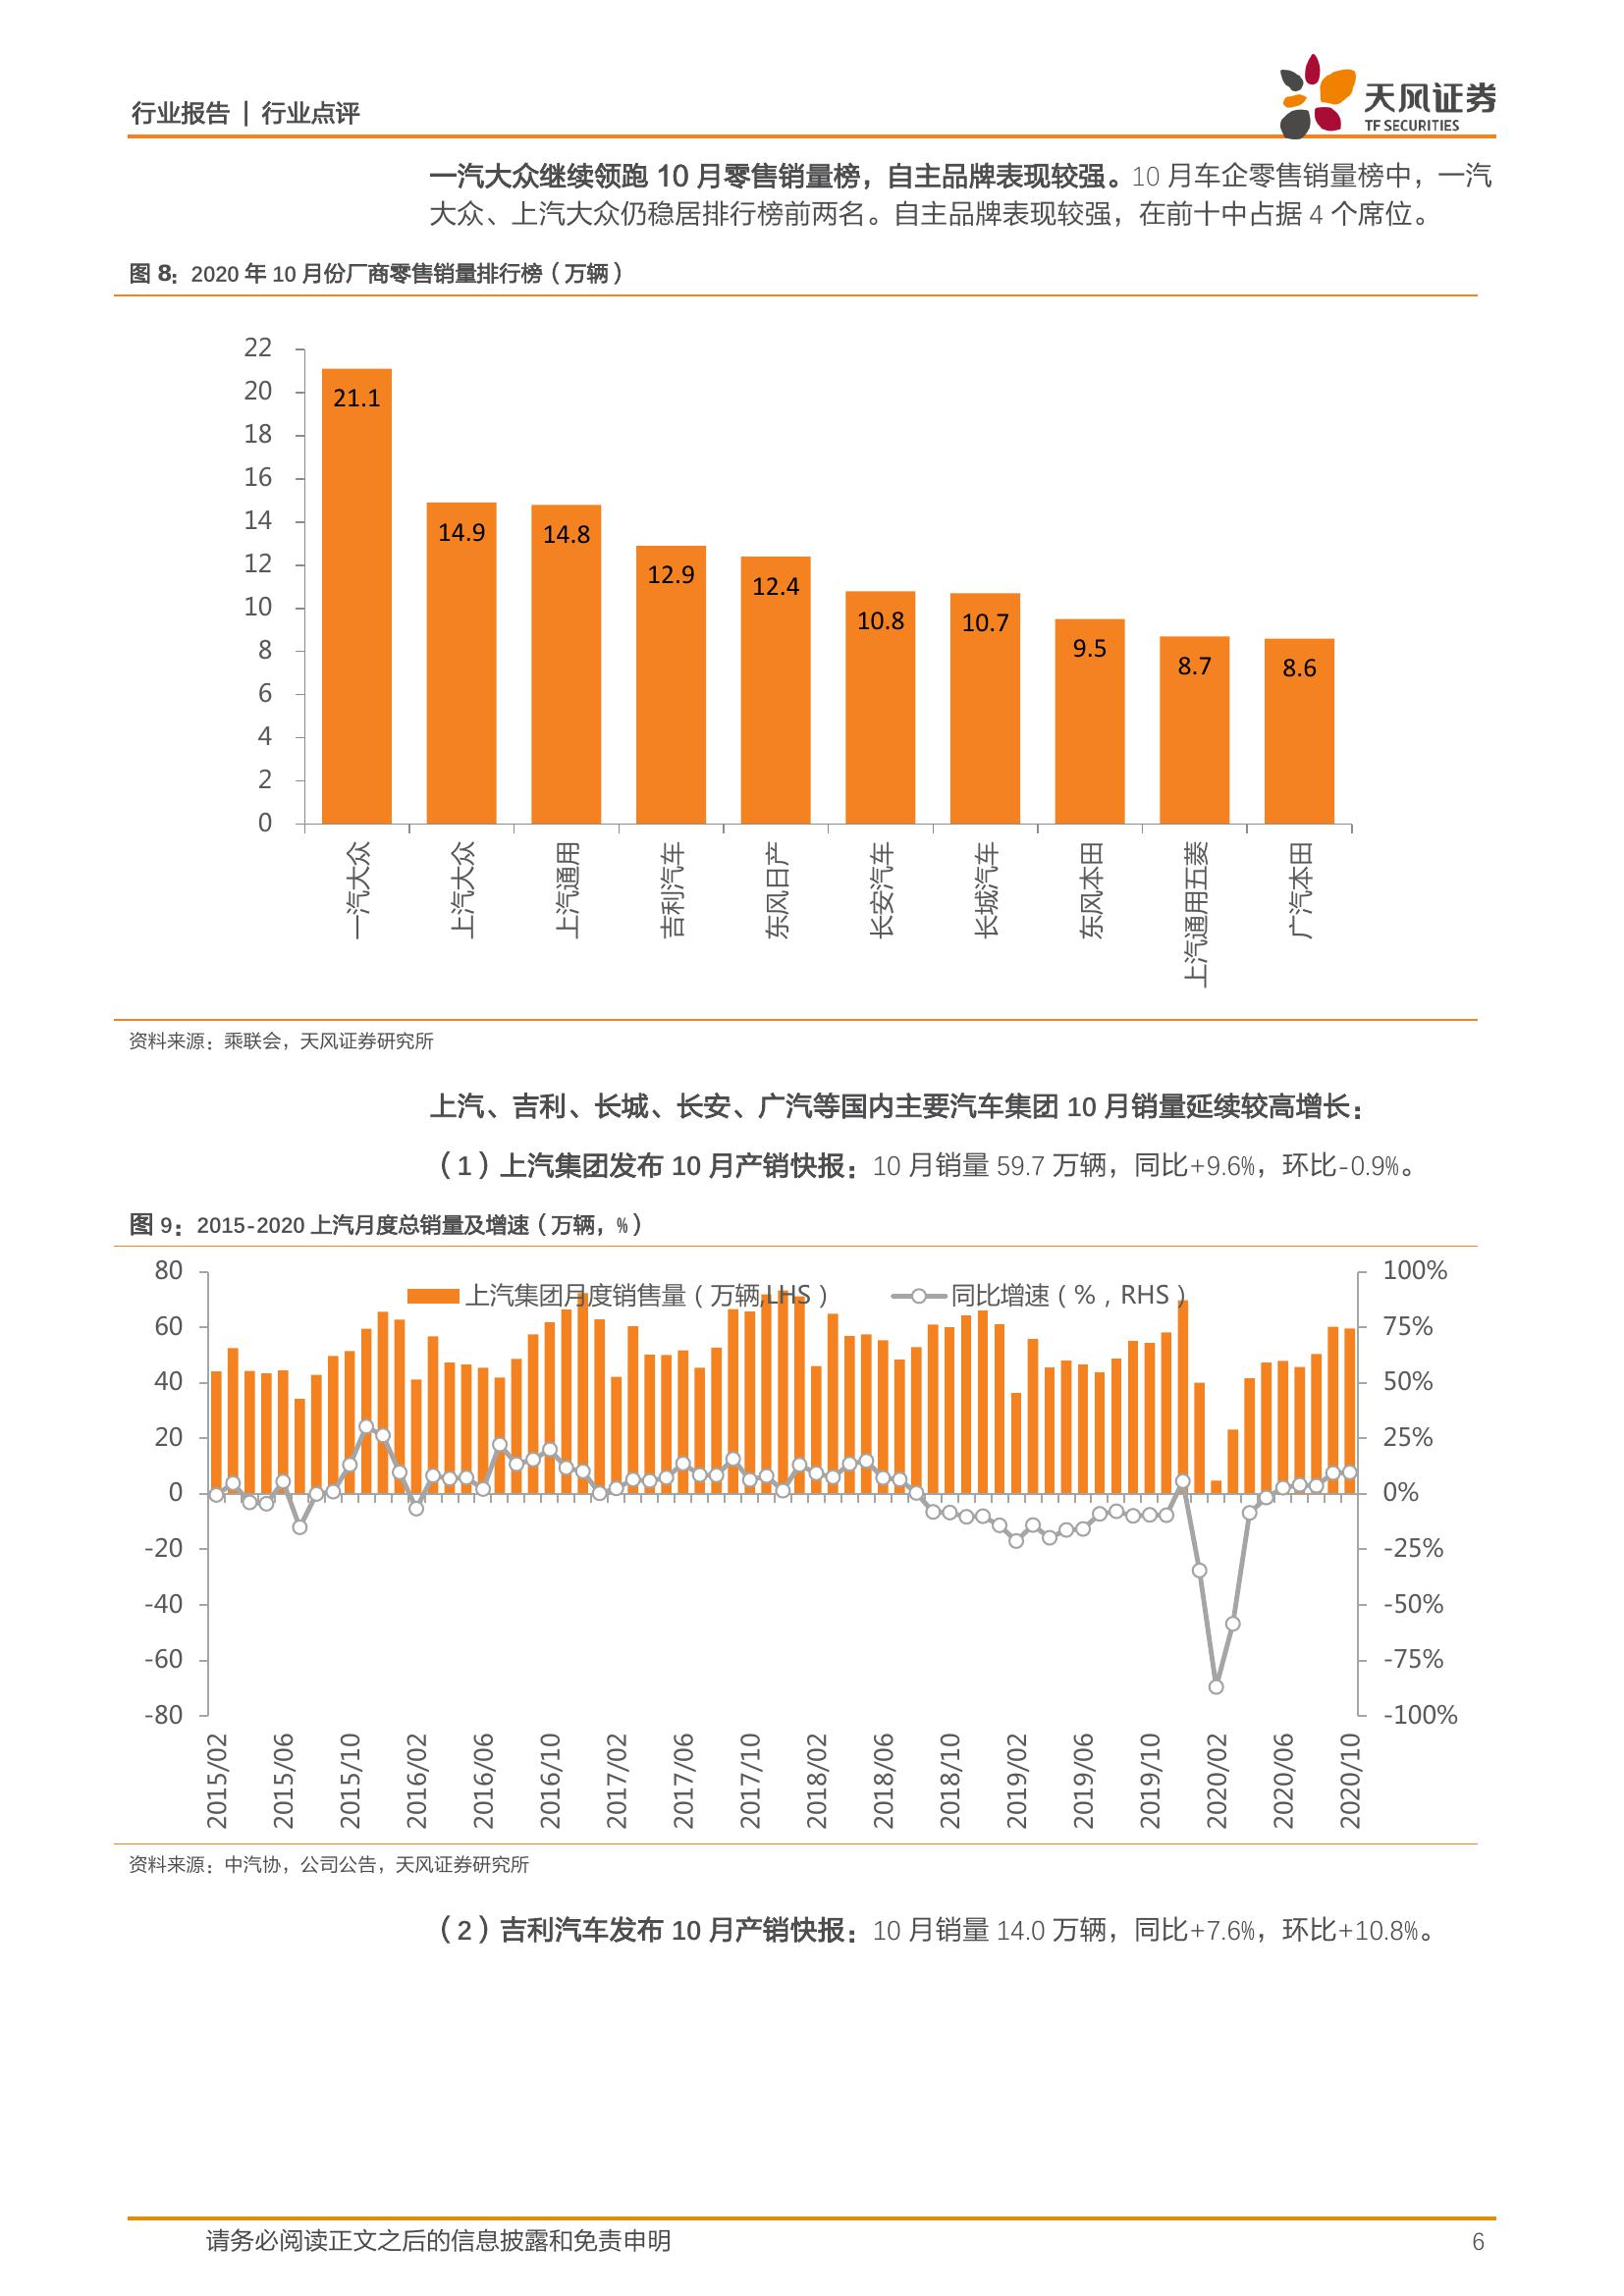 行业报告 | 行业点评
天风证券
TF SECURITIES
一汽大众继续领跑 10 月零售销量榜，自主品牌表现较强。10 月车企零售销量榜中，一汽
大众、上汽大众仍稳居排行榜前两名。自主品牌表现较强，在前十中占据 4 个席位。
图 8：2020 年 10 月份厂商零售销量排行榜（万辆）
22
20
18
16
14
12
10
8
6
4
2
0
21.1
14.9
14.8
12.9
12.4
10.8
10.7
9.5
8.7
8.6
一汽大众
上汽大众
上汽通用
吉利汽车
东风日产
长安汽车
长城汽车
东风本田
上汽通用五菱
广汽本田
资料来源：乘联会，天风证券研究所
上汽、吉利、长城、长安、广汽等国内主要汽车集团 10 月销量延续较高增长：
（1）上汽集团发布 10 月产销快报：10 月销量 59.7 万辆，同比+9.6%，环比-0.9%。
图 9：2015-2020 上汽月度总销量及增速（万辆，%）
上汽集团月度销售量（万辆,LHS）
同比增速（%，RHS）
80
60
40
20
0
-20
-40
-60
-80
100%
75%
50%
25%
0%
-25%
-50%
-75%
-100%
2015/02
2015/06
2015/10
2016/02
2016/06
2016/10
2017/02
2017/06
2017/10
2018/02
2018/06
2018/10
2019/02
2019/06
2019/10
2020/02
2020/06
2020/10
资料来源：中汽协，公司公告，天风证券研究所
（2）吉利汽车发布 10 月产销快报：10 月销量 14.0 万辆，同比+7.6%，环比+10.8%。
请务必阅读正文之后的信息披露和免责申明
6